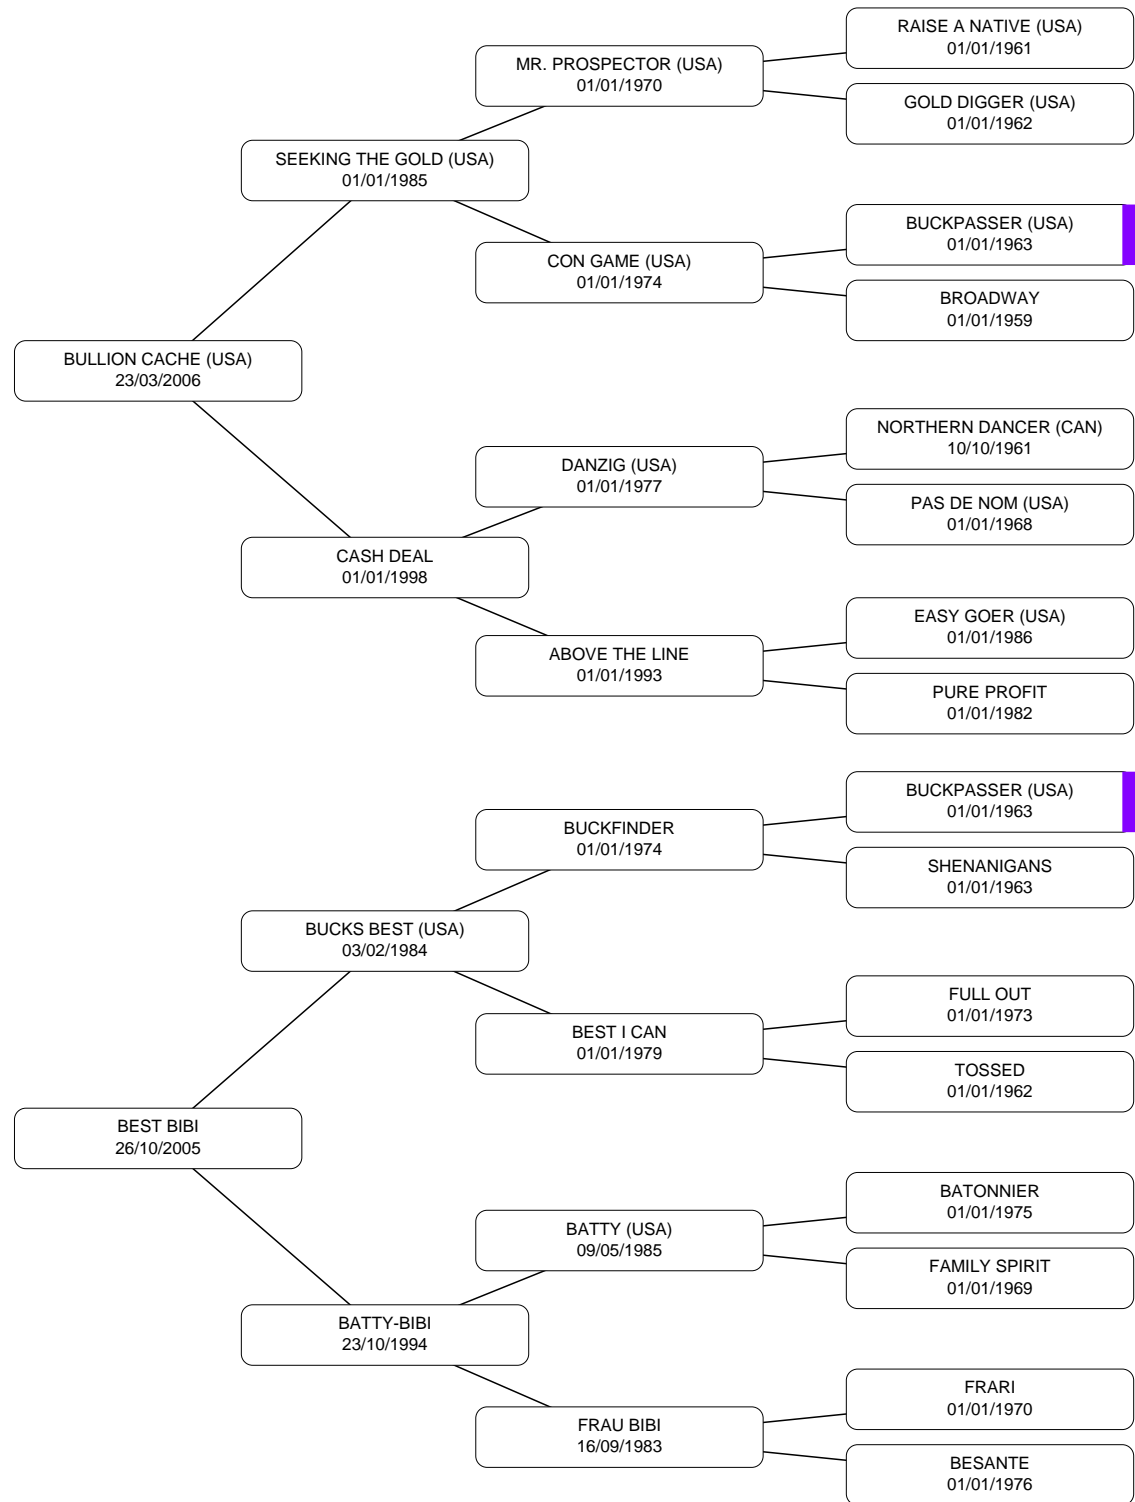 RAISE A NATIVE (USA)
01/01/1961
MR. PROSPECTOR (USA)
01/01/1970
GOLD DIGGER (USA)
01/01/1962
SEEKING THE GOLD (USA)
01/01/1985
BUCKPASSER (USA)
01/01/1963
CON GAME (USA)
01/01/1974
BROADWAY
01/01/1959
BULLION CACHE (USA)
23/03/2006
NORTHERN DANCER (CAN)
10/10/1961
DANZIG (USA)
01/01/1977
PAS DE NOM (USA)
01/01/1968
CASH DEAL
01/01/1998
EASY GOER (USA)
01/01/1986
ABOVE THE LINE
01/01/1993
PURE PROFIT
01/01/1982
BUCKPASSER (USA)
01/01/1963
BUCKFINDER
01/01/1974
SHENANIGANS
01/01/1963
BUCKS BEST (USA)
03/02/1984
FULL OUT
01/01/1973
BEST I CAN
01/01/1979
TOSSED
01/01/1962
BEST BIBI
26/10/2005
BATONNIER
01/01/1975
BATTY (USA)
09/05/1985
FAMILY SPIRIT
01/01/1969
BATTY-BIBI
23/10/1994
FRARI
01/01/1970
FRAU BIBI
16/09/1983
BESANTE
01/01/1976